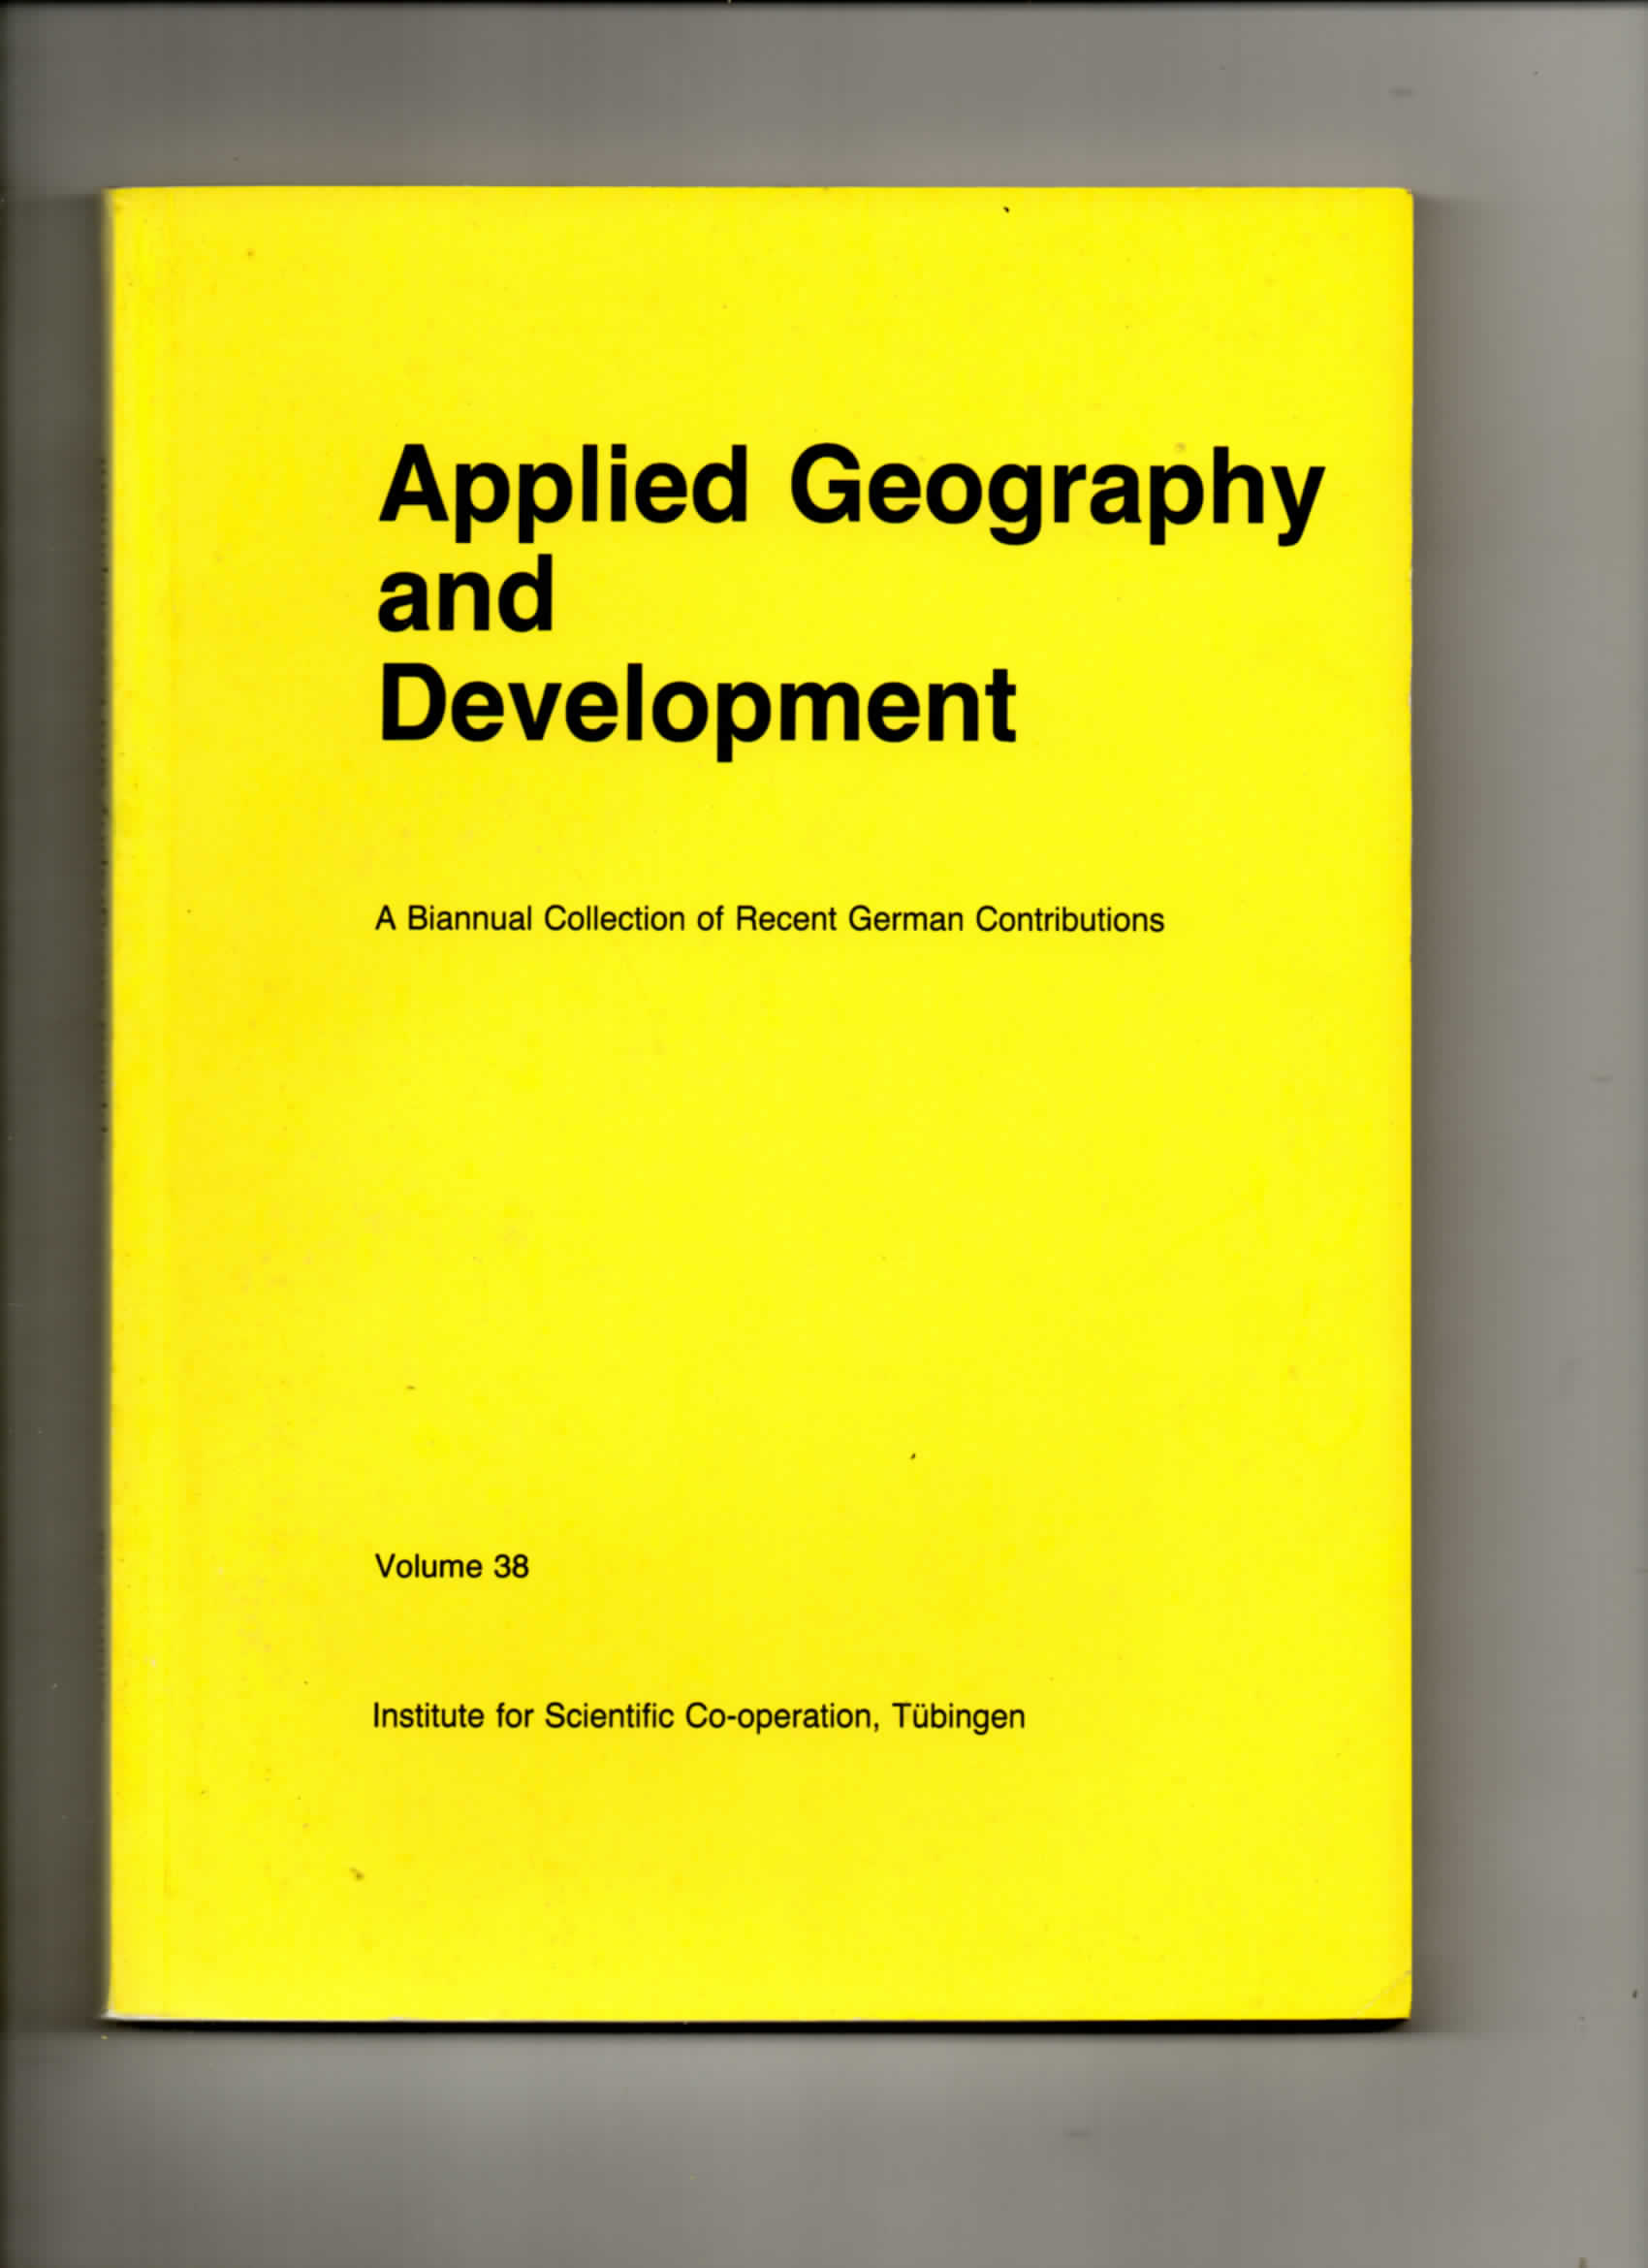 Applied Geography
and
Development
A Biannual Collection of Recent German Contributions
Volume 38
Institute for Scientific Co-operation, Tübingen